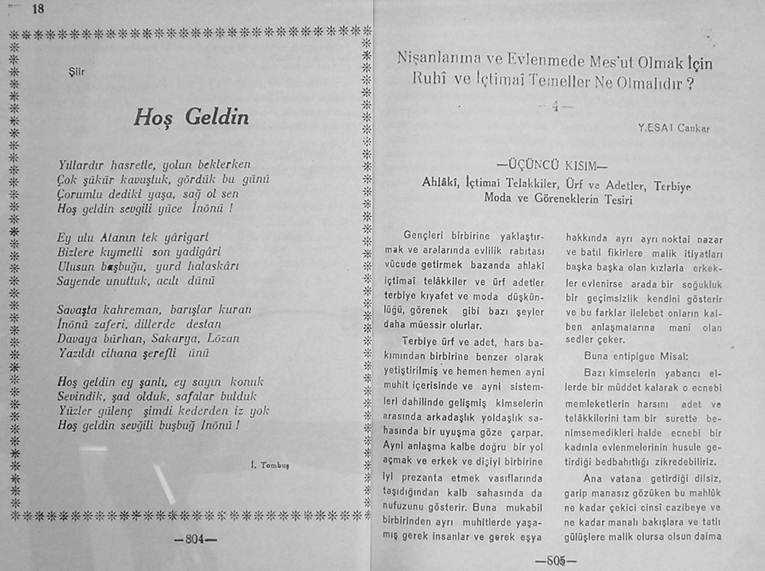 18
Şiir
Hoş Geldin
Yıllardır hasretle, yolun beklerken
Çok şükür kavuştuk, gördük bu günü
Çorumlu dediki yaşa, sağ ol sen
Hoş geldin sevgili yüce İnönü !
Ey ulu Atanın tek yârigari
Bizlere kıymetli son yadigâri
Ulusun başbuğu, yurd halaskârı
Sayende unuttuk, acılı dünü
Savaşta kahreman, barışlar kuran
İnönü zaferi, dillerde destan
Davaya bürhan, Sakarya, Lözan
Yazıldı cihana şerefli ünü
Hoş geldin ey şanlı, ey sayın konuk
Sevindik, şad olduk, safalar bulduk
Yüzler gülenç şimdi kederden iz yok
Hoş geldin sevğili buşbuğ İnönü !
İ. Tombuş
—804—
Nişanlanma ve Evlenmede Mes'ut Olmak İçin
Ruhî ve İçtimaî Temeller Ne Olmalıdır ?
— 4 —
Y.ESAI Cankar
—ÜÇÜNCÜ KISIM—
Ahlâki, İçtimai Telakkiler, Ürf ve Adetler, Terbiye
Moda ve Göreneklerin Tesiri
Gençleri birbirine yaklaştır-
mak ve aralarında evlilik rabıtası
vücude getirmek bazanda ahlaki
içtimai telâkkiler ve ürf adetler
terbiye kıyafet ve moda düşkün-
lüğü, görenek gibi bazı şeyler
daha müessir olurlar.
Terbiye ürf ve adet, hars ba-
kımından birbirine benzer olarak
yetiştirilmiş ve hemen hemen ayni
muhit içerisinde ve ayni sistem-
leri dahilinde gelişmiş kimselerin
arasında arkadaşlık yoldaşlık sa-
hasında bir uyuşma göze çarpar.
Ayni anlaşma kalbe doğru bir yol
açmak ve erkek ve dişiyi birbirine
iyi prezanta etmek vasıflarında
taşıdığından kalb sahasında da
nufuzunu gösterir. Buna mukabil
birbirinden ayrı muhitlerde yaşa-
mış gerek insanlar ve gerek eşya
hakkında ayrı ayrı noktai nazar
ve batıl fikirlere malik itiyatları
başka başka olan kızlarla erkek-
ler evlenirse arada bir soğukluk
bir geçimsizlik kendini gösterir
ve bu farklar ilelebet onların kal-
ben anlaşmalarına mani olan
sedler çeker.
Buna entipigue Misal:
Bazı kimselerin yabancı el-
lerde bir müddet kalarak o ecnebi
memleketlerin harsını adet ve
telâkkilerini tam bir surette be-
nimsemedikleri halde ecnebi bir
kadınla evlenmelerinin husule ge-
tirdiği bedbahtlığı zikredebiliriz.
Ana vatana getirdiği dilsiz,
garip manasız gözüken bu mahlûk
ne kadar çekici cinsi cazibeye ve
ne kadar manalı bakışlara ve tatlı
gülüşlere malik olursa olsun daima
—805—